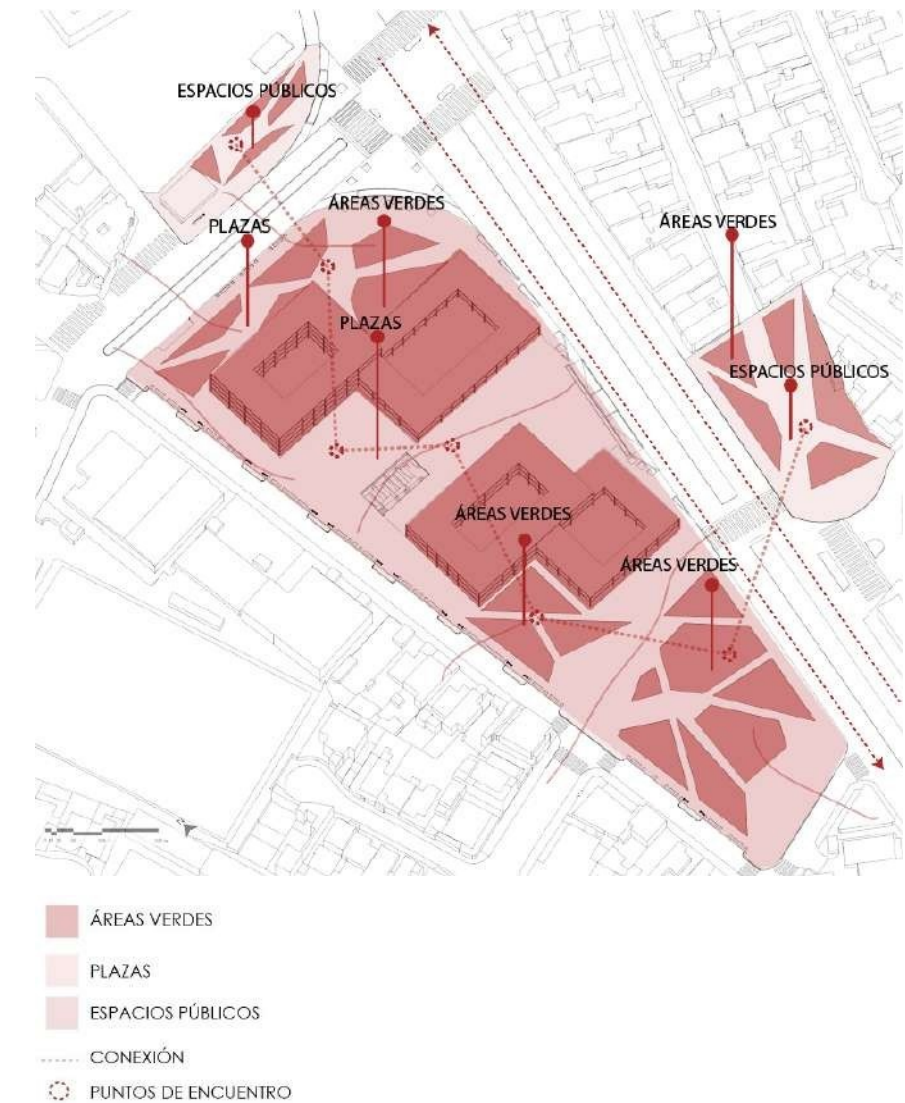 ESPACIOS PÚBLICOS
ÁREAS VERDES
PLAZAS
ÁREAS VERDES
PLAZAS
ESPACIOS PÚBLICOS
ÁREAS VERDES
ÁREAS VERDES
ÁREAS VERDES
PLAZAS
ESPACIOS PÚBLICOS
CONEXIÓN
PUNTOS DE ENCUENTRO